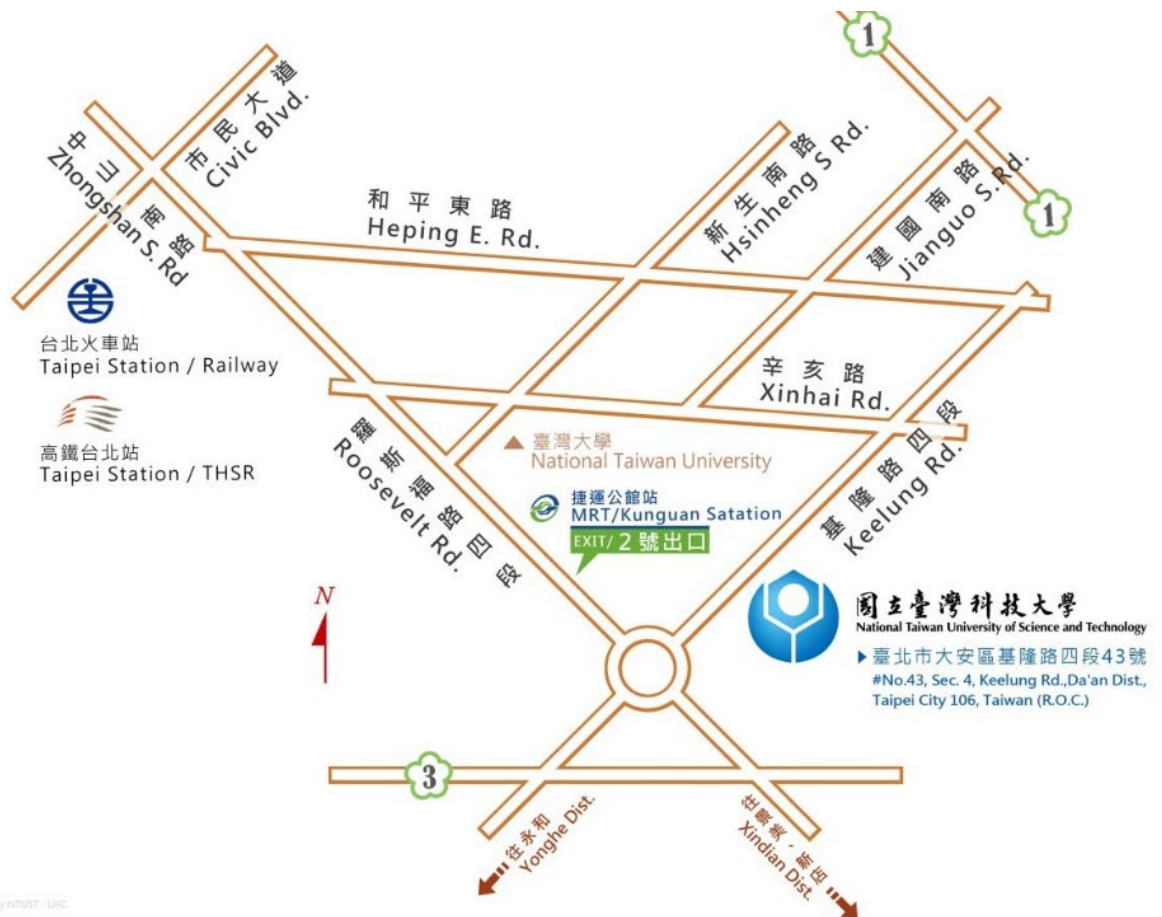 1
市民大道
Civic Blvd.
中山南路
Zhongshan S. Rd
和平東路
Heping E. Rd.
新生南路
Hsinheng S Rd.
建國南路
Jianguo S. Rd.
1
台北火車站
Taipei Station / Railway
高鐵台北站
Taipei Station / THSR
辛亥路
Xinhai Rd.
羅斯福路四段
Roosevelt Rd.
臺灣大學
National Taiwan University
捷運公館站
MRT/Kunguan Satation
EXIT/ 2 號出口
基隆路四段
Keelung Rd.
N
國立臺灣科技大學
National Taiwan University of Science and Technology
臺北市大安區基隆路四段43號
#No.43, Sec. 4, Keelung Rd.,Da'an Dist.,
Taipei City 106, Taiwan (R.O.C.)
3
往永和
Yonghe Dist.
往景美、新店
Xindian Dist.
y NTUST - LHC.